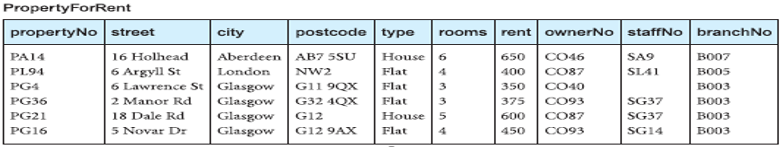 PropertyForRent
propertyNo street city postcode type rooms rent ownerNo staffNo branchNo
PA14 16 Holhead Aberdeen AB7 5SU House 6 650 CO46 SA9 B007
PL94 6 Argyll St London NW2 Flat 4 400 CO87 SL41 B005
PG4 6 Lawrence St Glasgow G11 9QX Flat 3 350 CO40 B003
PG36 2 Manor Rd Glasgow G32 4QX Flat 3 375 CO93 SG37 B003
PG21 18 Dale Rd Glasgow G12 House 5 600 CO87 SG37 B003
PG16 5 Novar Dr Glasgow G12 9AX Flat 4 450 CO93 SG14 B003